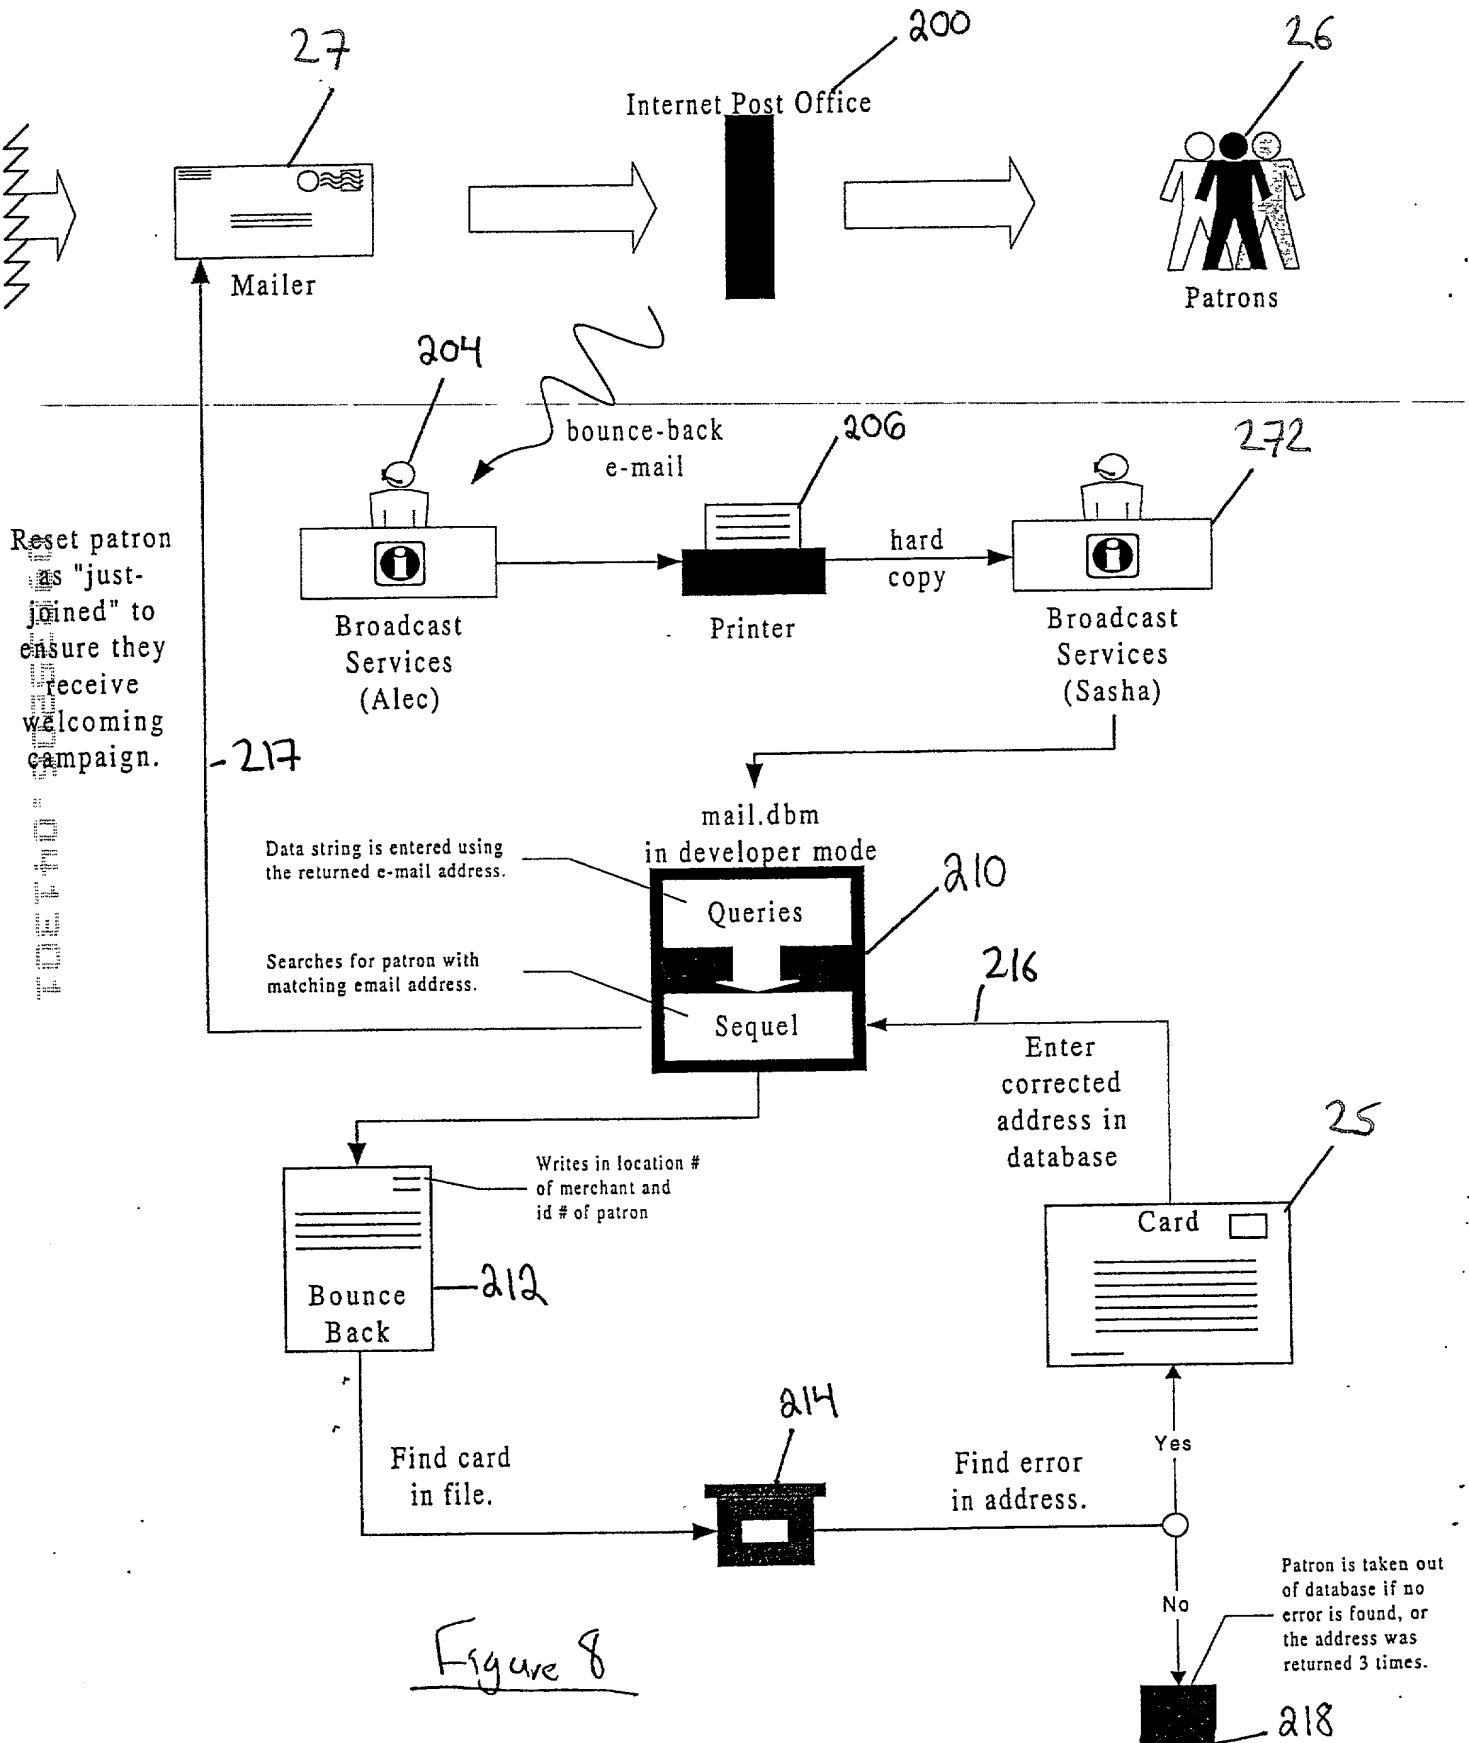 27
200
26
Internet Post Office
Mailer
Patrons
204
bounce-back
e-mail
206
272
hard
copy
Reset patron
as "just-
joined" to
ensure they
receive
welcoming
campaign.
Broadcast
Services
(Alec)
Printer
Broadcast
Services
(Sasha)
217
mail.dbm
in developer mode
Data string is entered using
the returned e-mail address.
Queries
210
Searches for patron with
matching email address.
Sequel
216
Enter
corrected
address in
database
25
Writes in location #
of merchant and
id # of patron
Card
Bounce
Back
212
214
Yes
Find card
in file.
Find error
in address.
No
Patron is taken out
of database if no
error is found, or
the address was
returned 3 times.
Figure 8
218